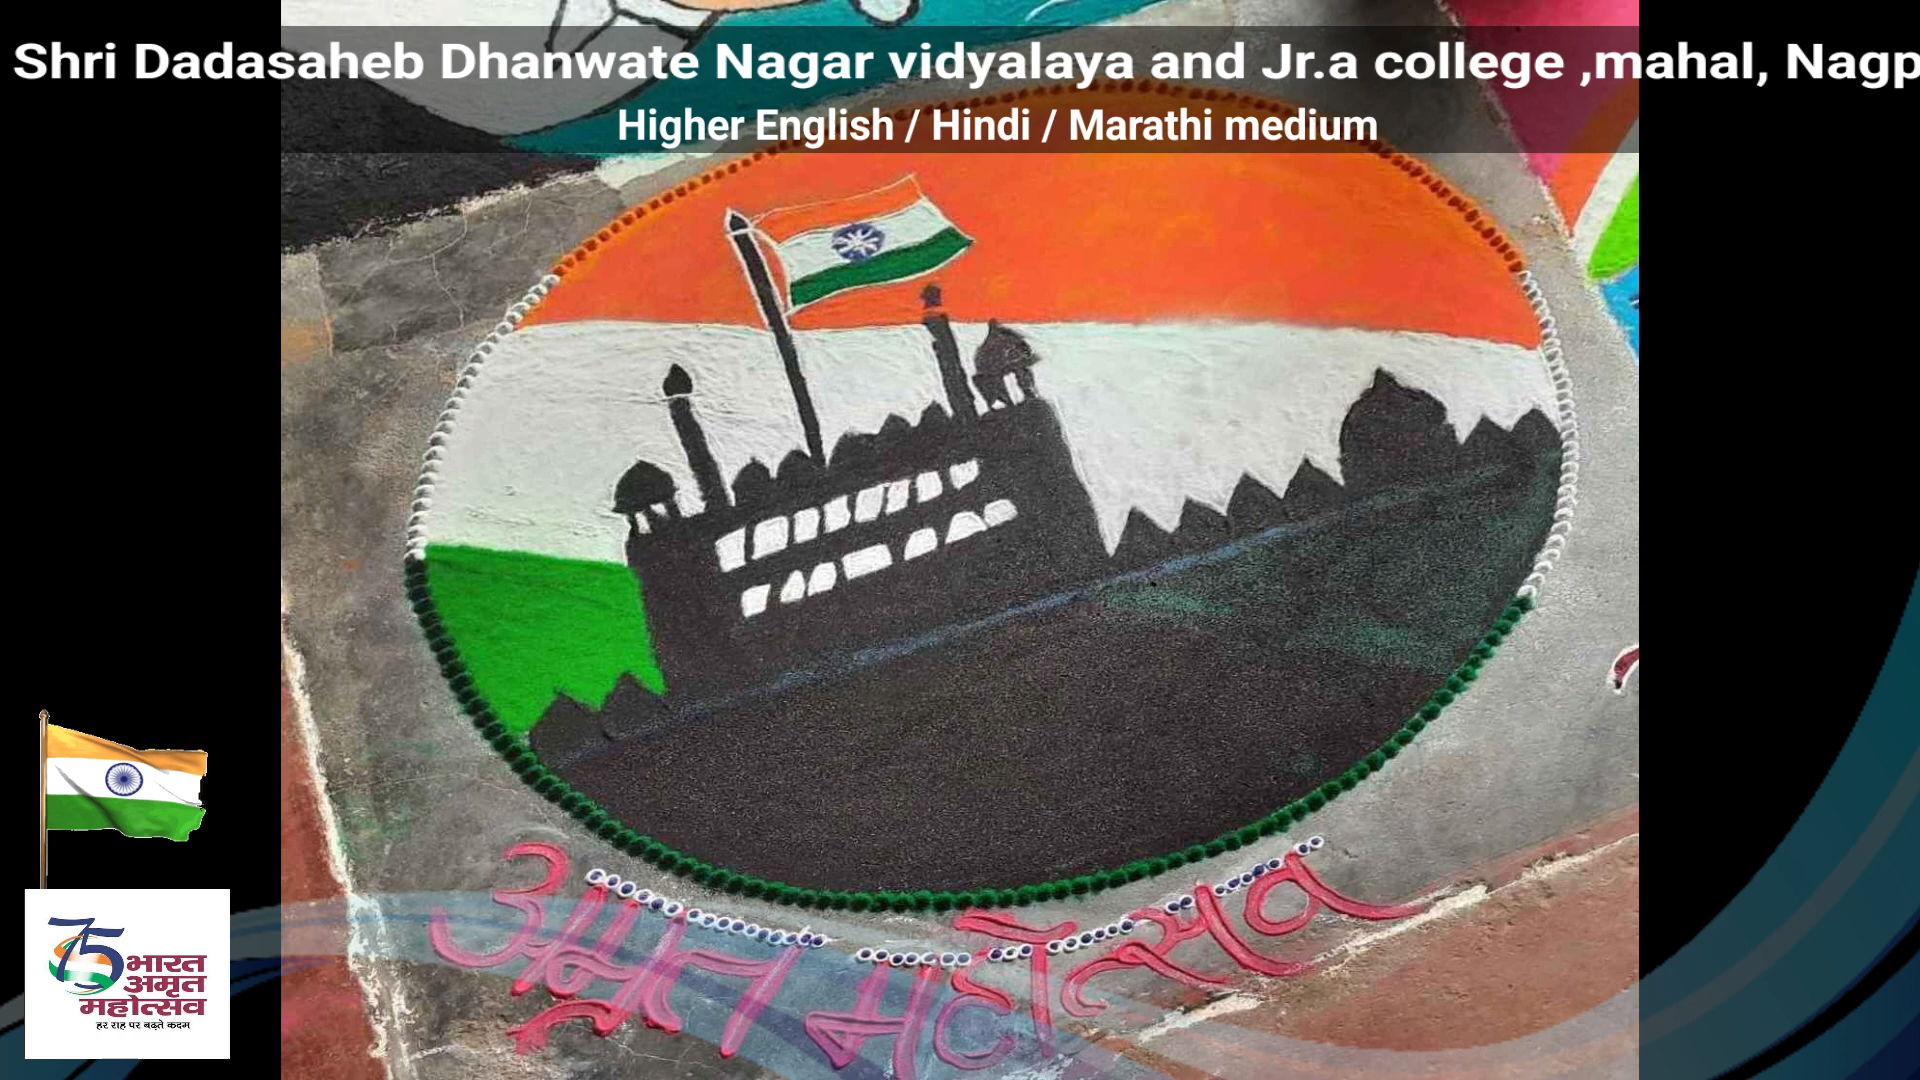 Shri Dadasaheb Dhanwate Nagar vidyalaya and Jr.a college ,mahal, Nagp
Higher English / Hindi / Marathi medium
अमृत महोत्सव
75
भारत
अमृत
महोत्सव
हर राह पर बढ़ते कदम